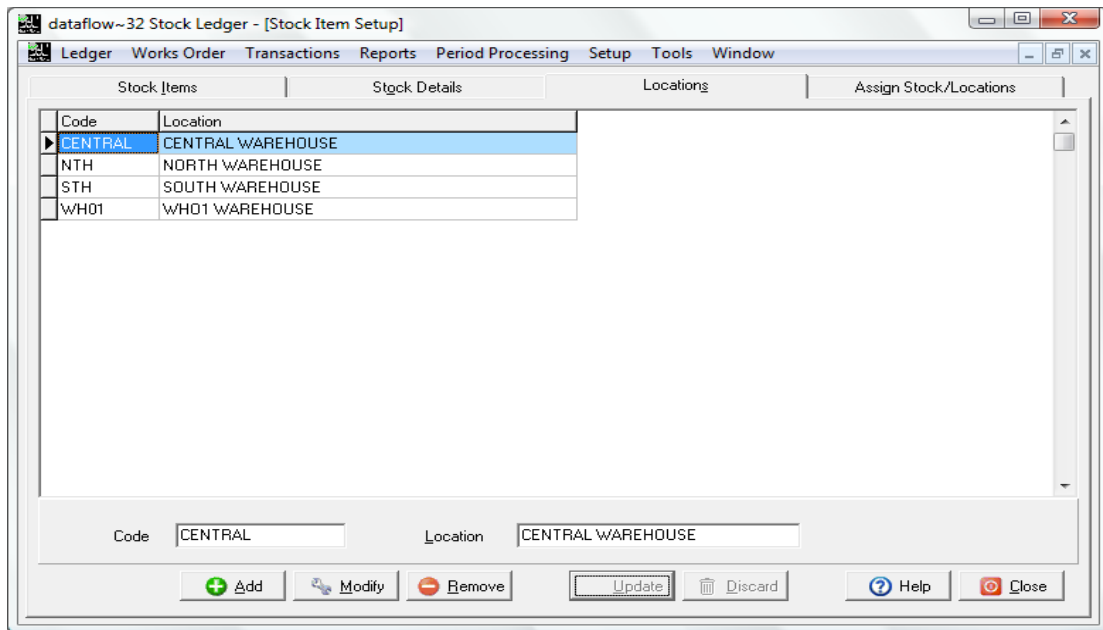 dataflow~32 Stock Ledger - [Stock Item Setup]
Ledger Works Order Transactions Reports Period Processing Setup Tools Window
Stock Items Stock Details Locations Assign Stock/Locations
Code Location
CENTRAL CENTRAL WAREHOUSE
NTH NORTH WAREHOUSE
STH SOUTH WAREHOUSE
WH01 WH01 WAREHOUSE
Code CENTRAL Location CENTRAL WAREHOUSE
Add Modify Remove Update Discard Help Close